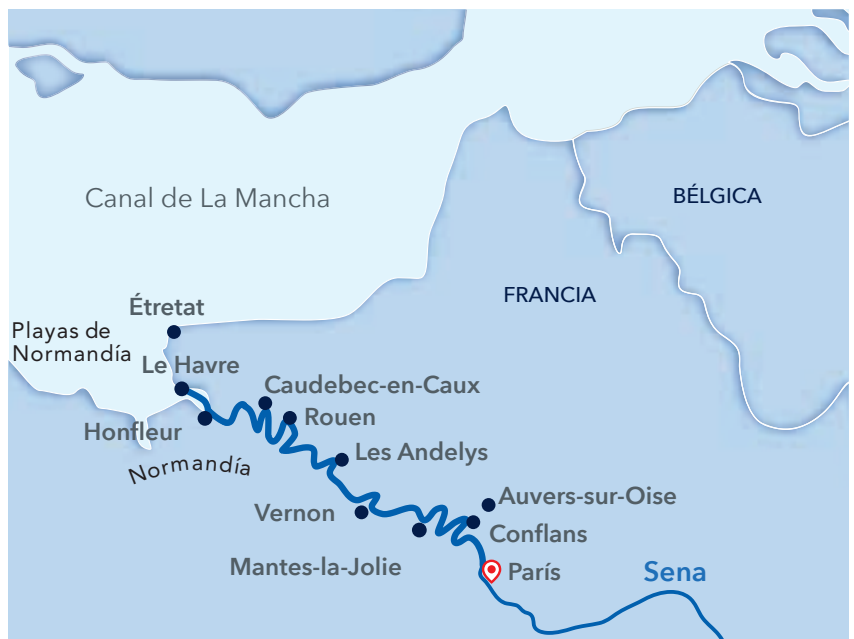 Canal de La Mancha
BÉLGICA
FRANCIA
Étretat
Playas de
Normandía
Le Havre
Caudebec-en-Caux
Honfleur
Rouen
Normandía
Les Andelys
Auvers-sur-Oise
Vernon
Conflans
Mantes-la-Jolie
París
Sena